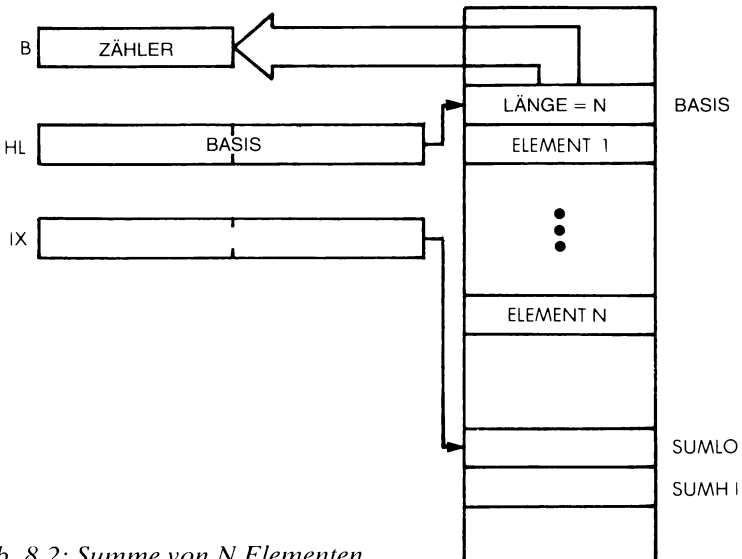 B ZÄHLER
LÄNGE = N BASIS
HL BASIS
ELEMENT 1
IX
ELEMENT N
SUMLO
SUMHI
b. 8.2: Summe von N Elementen